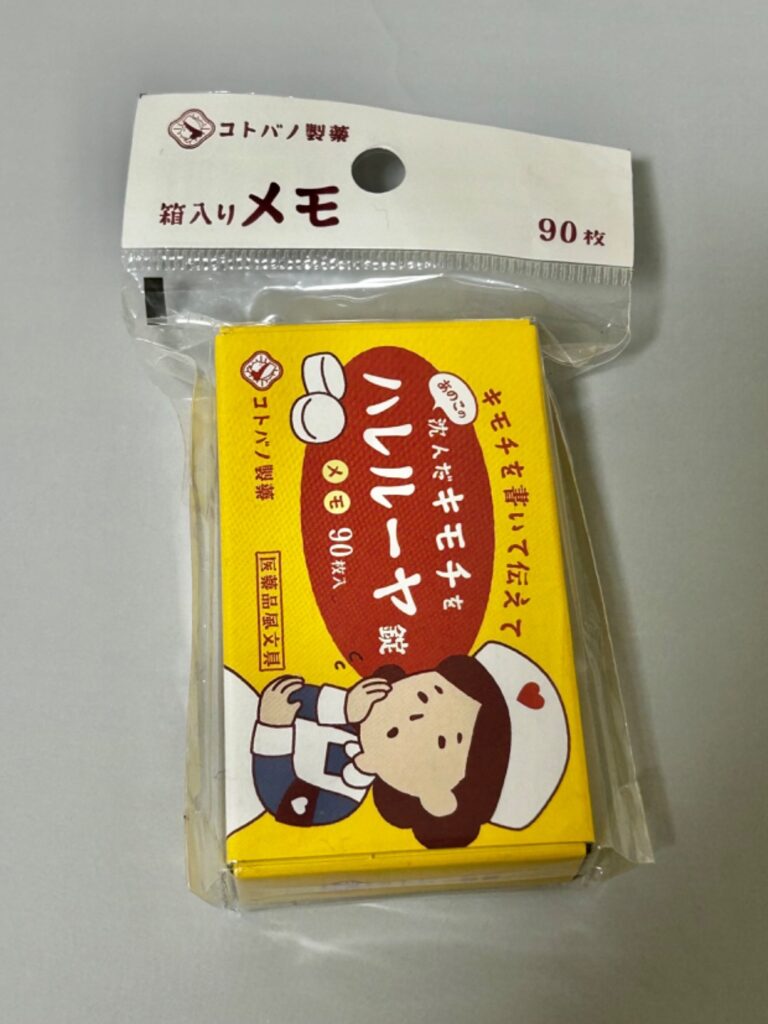 コトバノ製薬
箱入りメモ
90枚
キモチを書いて伝えて
あのこの
沈んだキモチを
ハレルーヤ錠
メモ 90枚入
コトバノ製薬
医薬品風文具